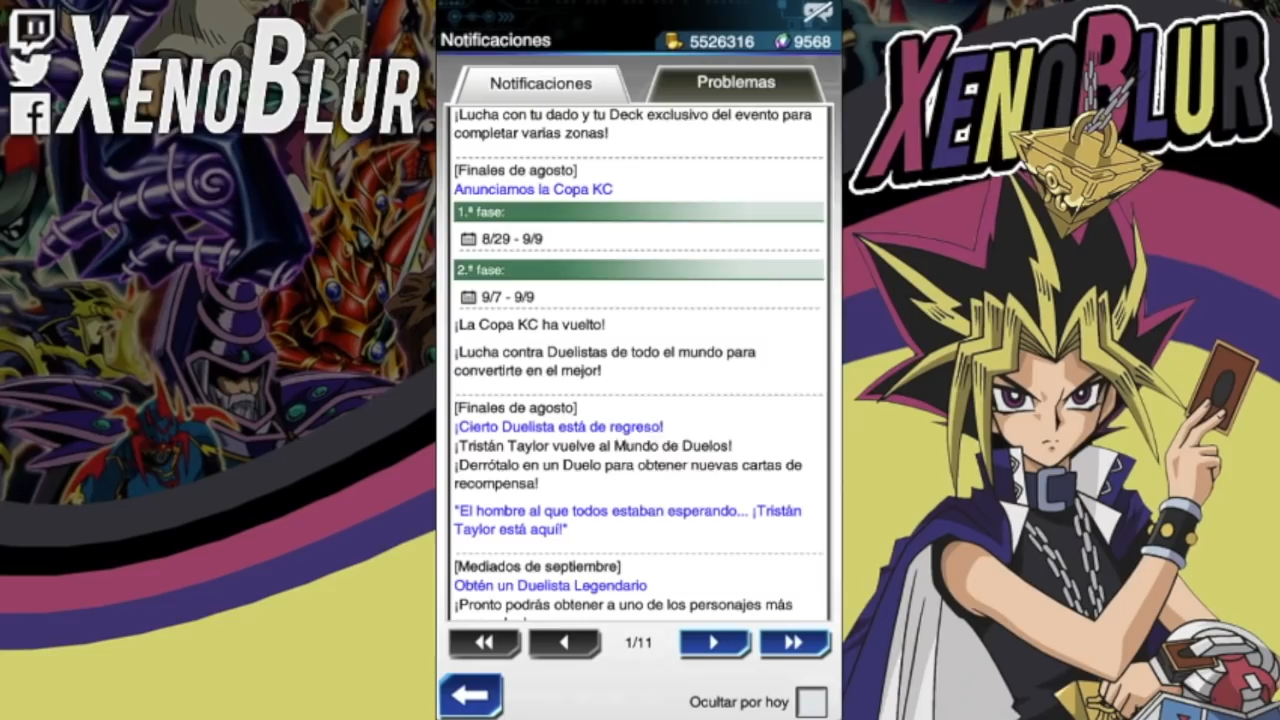 XENOBLUR
XENOBLUR
Notificaciones
5526316
9568
Notificaciones
Problemas
¡Lucha con tu dado y tu Deck exclusivo del evento para
completar varias zonas!
[Finales de agosto]
Anunciamos la Copa KC
1.ª fase:
8/29 - 9/9
2.ª fase:
9/7 - 9/9
¡La Copa KC ha vuelto!
¡Lucha contra Duelistas de todo el mundo para
convertirte en el mejor!
[Finales de agosto]
¡Cierto Duelista está de regreso!
¡Tristán Taylor vuelve al Mundo de Duelos!
¡Derrótalo en un Duelo para obtener nuevas cartas de
recompensa!
"El hombre al que todos estaban esperando... ¡Tristán
Taylor está aquí!"
[Mediados de septiembre]
Obtén un Duelista Legendario
¡Pronto podrás obtener a uno de los personajes más
1/11
Ocultar por hoy